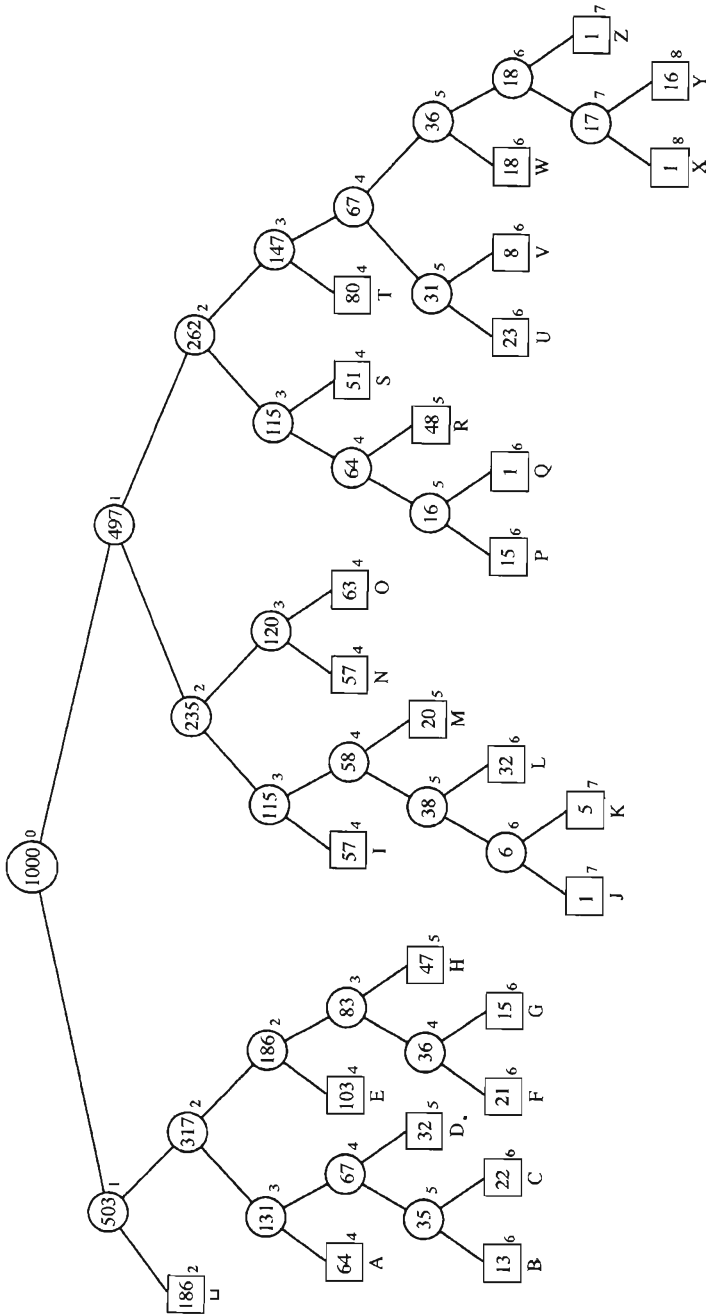 1000 0
503 1 497 1
186 2 317 2 235 2 262 2
⊔
131 3 186 2 115 3 120 3 115 3 147 3
64 4 67 4 103 4 83 3 57 4 58 4 57 4 63 4 64 4 51 4 80 4 67 4
A E I N O S T
35 5 32 5 36 4 47 5 38 5 20 5 16 5 48 5 31 5 36 5
D. H M R
13 6 22 6 21 6 15 6 6 6 32 6 15 6 1 6 23 6 8 6 18 6 18 6
B C F G L P Q U V W
1 7 5 7 17 7 1 7
J K Z
1 8 16 8
X Y